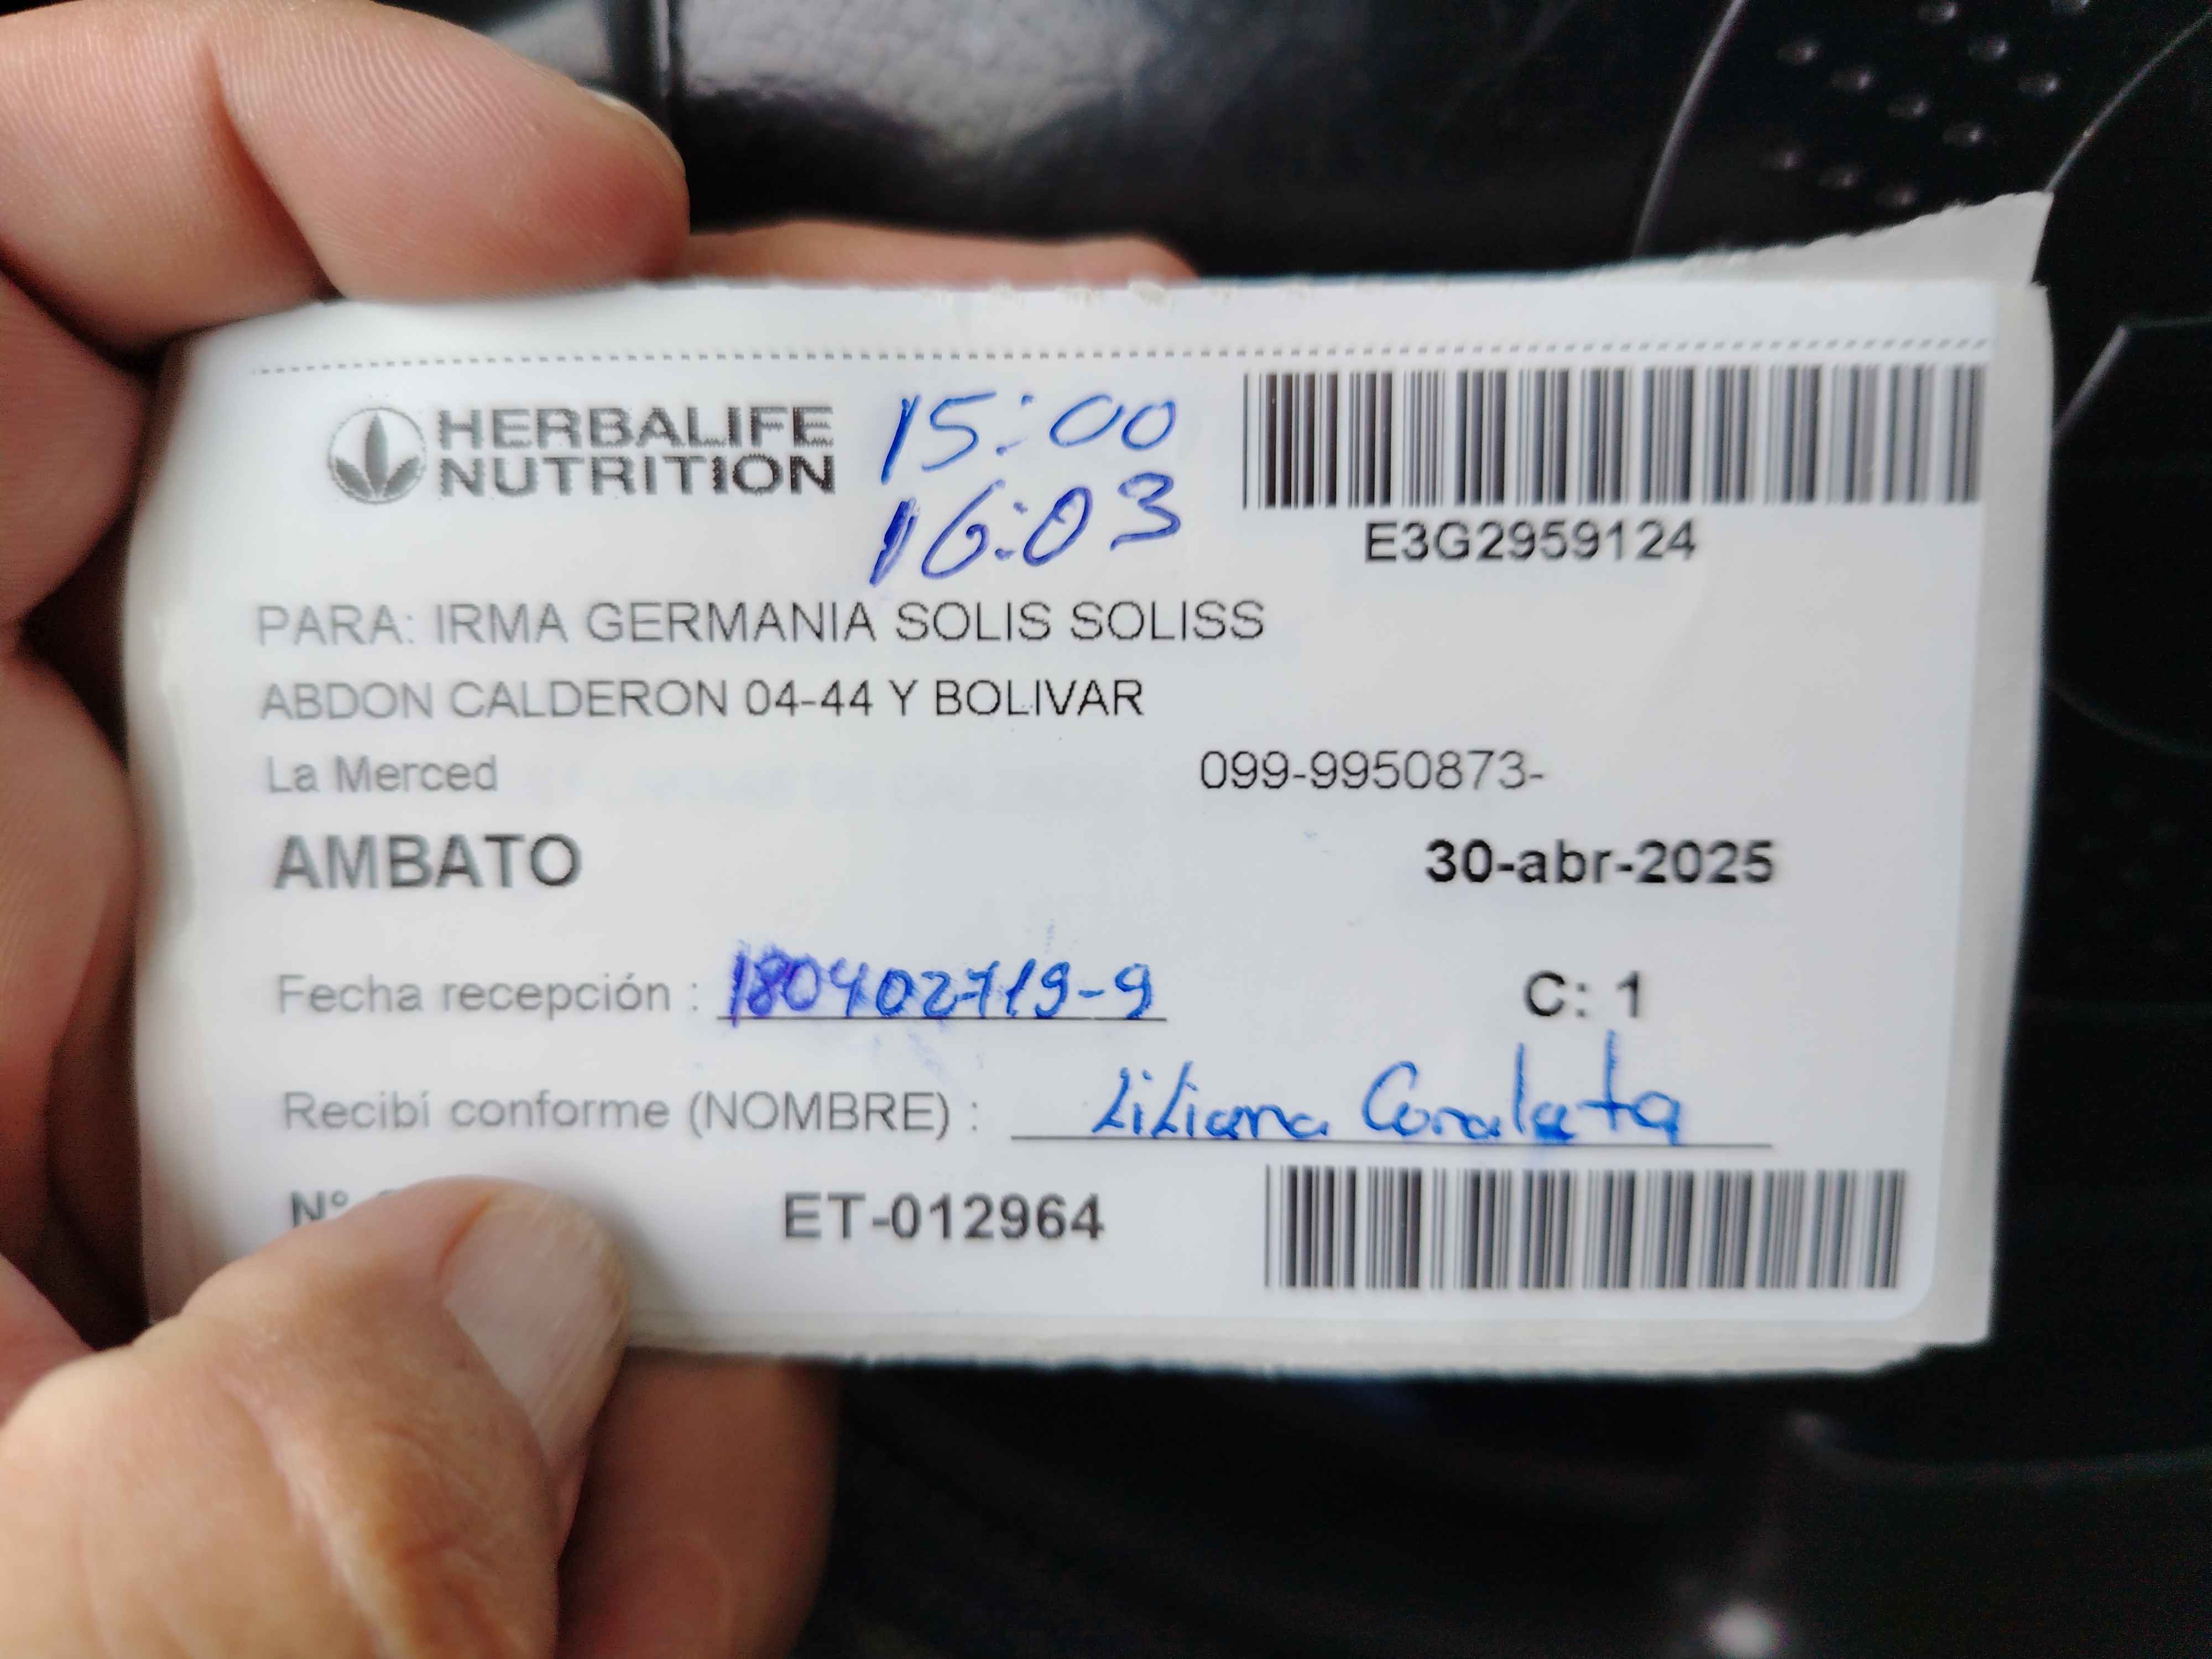 HERBALIFE
NUTRITION
15:00
16:03
E3G2959124
PARA: IRMA GERMANIA SOLIS SOLISS
ABDON CALDERON 04-44 Y BOLIVAR
La Merced 099-9950873-
AMBATO 30-abr-2025
Fecha recepción : 180402719-9 C: 1
Recibí conforme (NOMBRE) : Liliana
Nº ET-012964